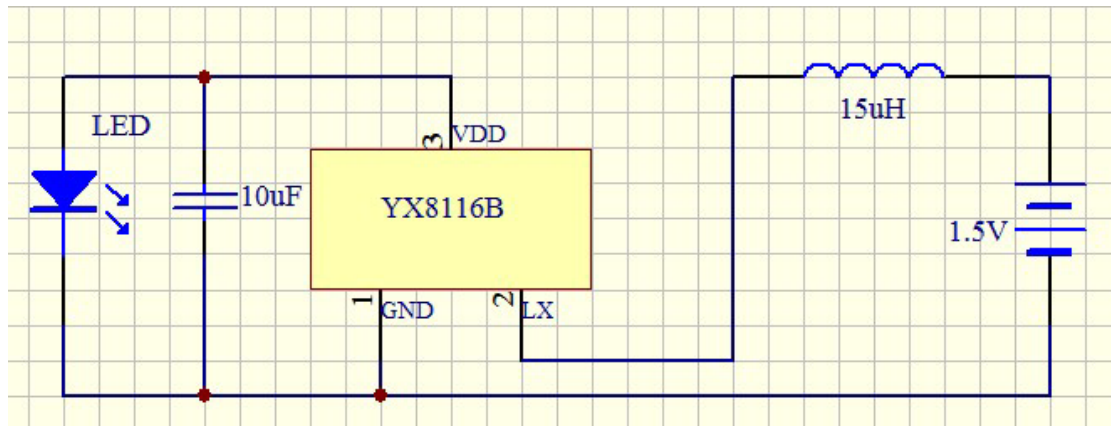 15uH
LED
3
VDD
10uF
YX8116B
1.5V
1
GND
2
LX